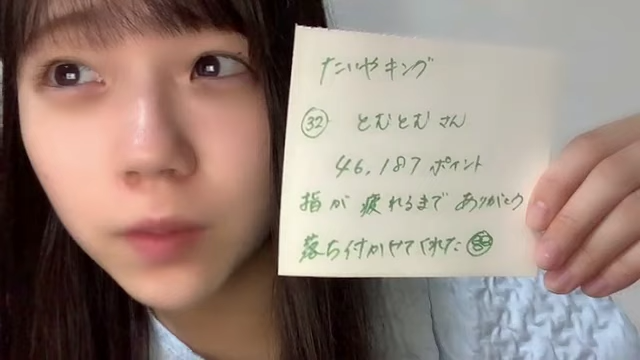 たいやキング
32 とむとむさん
46,187ポイント
指が疲れるまでありがとう
落ち付かせてくれた